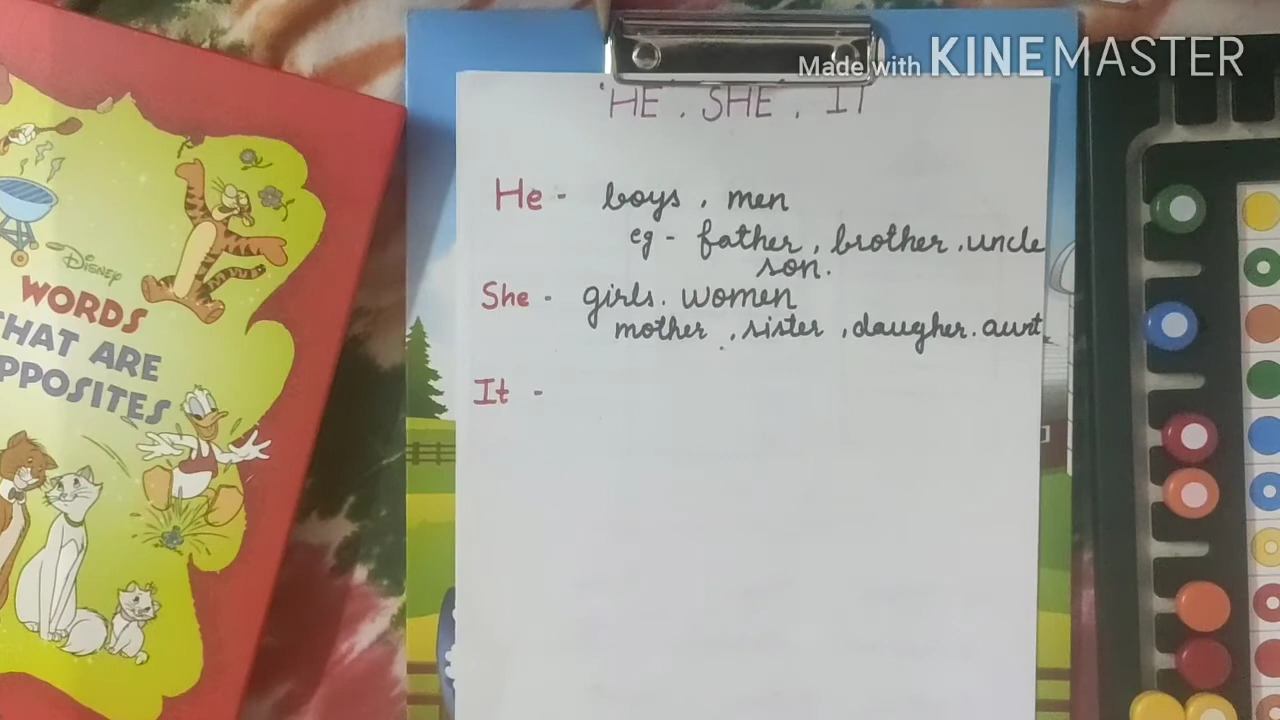 Made with KINEMASTER
'HE . SHE . IT
He - boys , men
eg - father , brother , uncle
son.
She - girls. women
mother , sister , daugher . aunt
It -
Disney
WORDS
THAT ARE
OPPOSITES